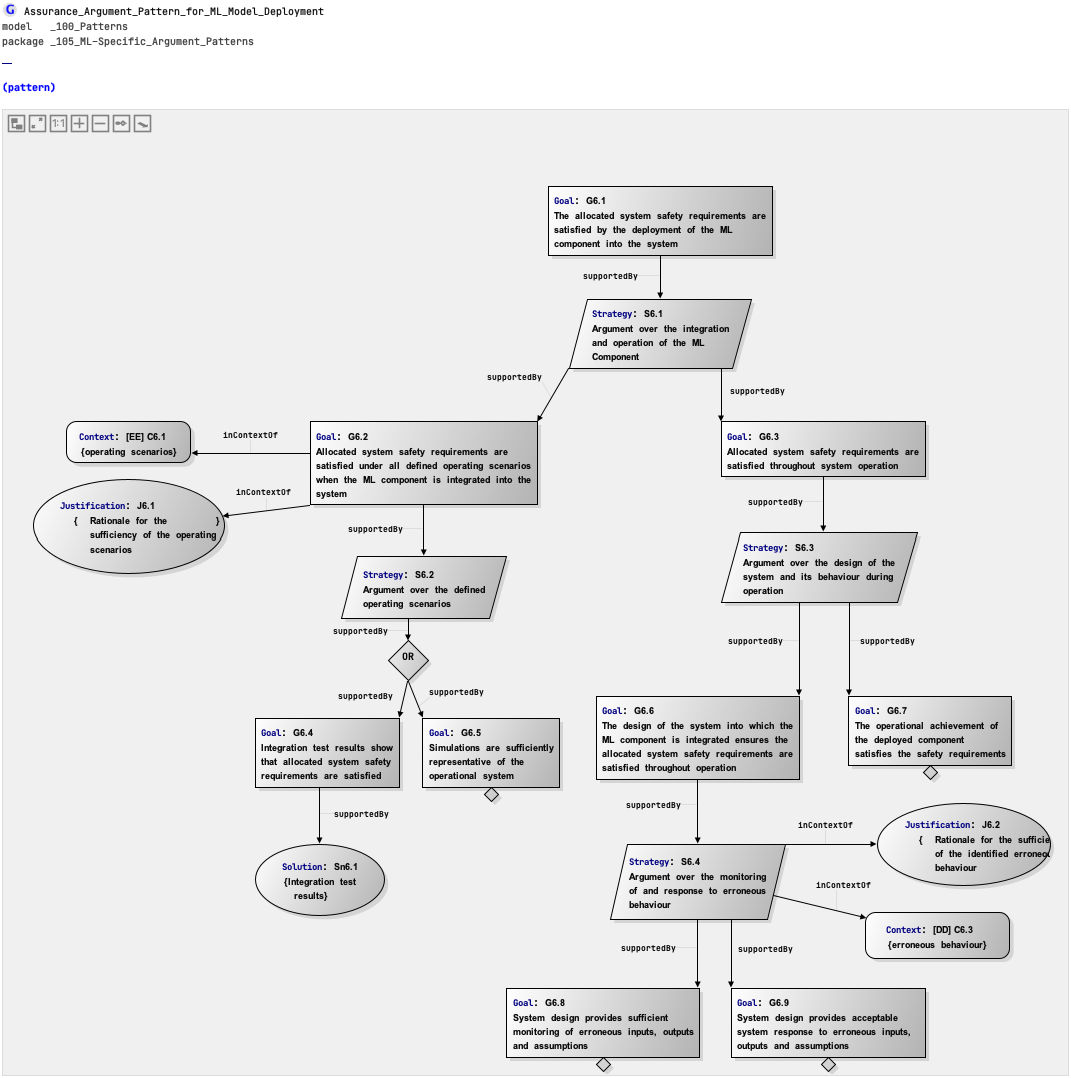 G Assurance_Argument_Pattern_for_ML_Model_Deployment
model _100_Patterns
package _105_ML-Specific_Argument_Patterns
(pattern)
1:1
Goal: G6.1
The allocated system safety requirements are
satisfied by the deployment of the ML
component into the system
supportedBy
Strategy: S6.1
Argument over the integration
and operation of the ML
Component
supportedBy
supportedBy
Context: [EE] C6.1
{operating scenarios}
inContextOf
Goal: G6.2
Allocated system safety requirements are
satisfied under all defined operating scenarios
when the ML component is integrated into the
system
Goal: G6.3
Allocated system safety requirements are
satisfied throughout system operation
Justification: J6.1
{ Rationale for the }
sufficiency of the operating
scenarios
inContextOf
supportedBy
supportedBy
Strategy: S6.2
Argument over the defined
operating scenarios
Strategy: S6.3
Argument over the design of the
system and its behaviour during
operation
supportedBy
OR
supportedBy
supportedBy
supportedBy
supportedBy
Goal: G6.4
Integration test results show
that allocated system safety
requirements are satisfied
Goal: G6.5
Simulations are sufficiently
representative of the
operational system
Goal: G6.6
The design of the system into which the
ML component is integrated ensures the
allocated system safety requirements are
satisfied throughout operation
Goal: G6.7
The operational achievement of
the deployed component
satisfies the safety requirements
supportedBy
supportedBy
Solution: Sn6.1
{Integration test
results}
Strategy: S6.4
Argument over the monitoring
of and response to erroneous
behaviour
inContextOf
Justification: J6.2
{ Rationale for the sufficie
of the identified erroneou
behaviour
inContextOf
Context: [DD] C6.3
{erroneous behaviour}
supportedBy
supportedBy
Goal: G6.8
System design provides sufficient
monitoring of erroneous inputs, outputs
and assumptions
Goal: G6.9
System design provides acceptable
system response to erroneous inputs,
outputs and assumptions